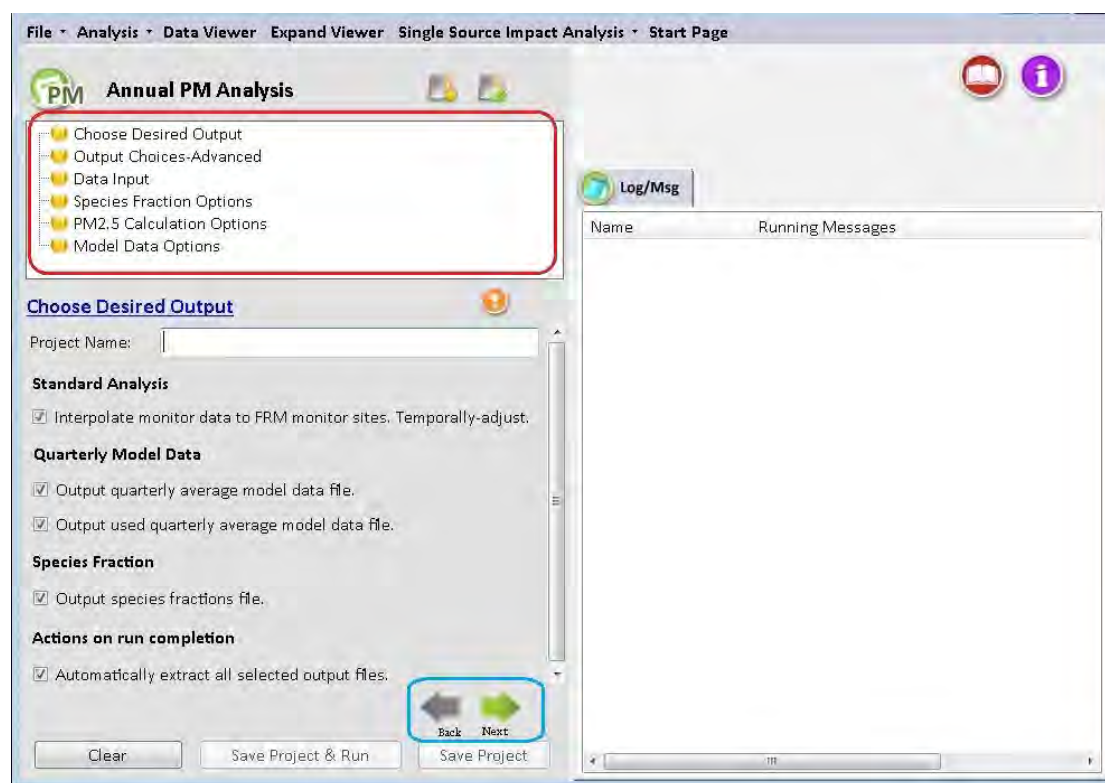 File Analysis Data Viewer Expand Viewer Single Source Impact Analysis Start Page
PM Annual PM Analysis
i
Choose Desired Output
Output Choices-Advanced
Data Input
Species Fraction Options
PM2.5 Calculation Options
Model Data Options
Choose Desired Output
Project Name:
Standard Analysis
Interpolate monitor data to FRM monitor sites. Temporally-adjust.
Quarterly Model Data
Output quarterly average model data file.
Output used quarterly average model data file.
Species Fraction
Output species fractions file.
Actions on run completion
Automatically extract all selected output files.
Back Next
Clear Save Project & Run Save Project
Log/Msg
Name Running Messages